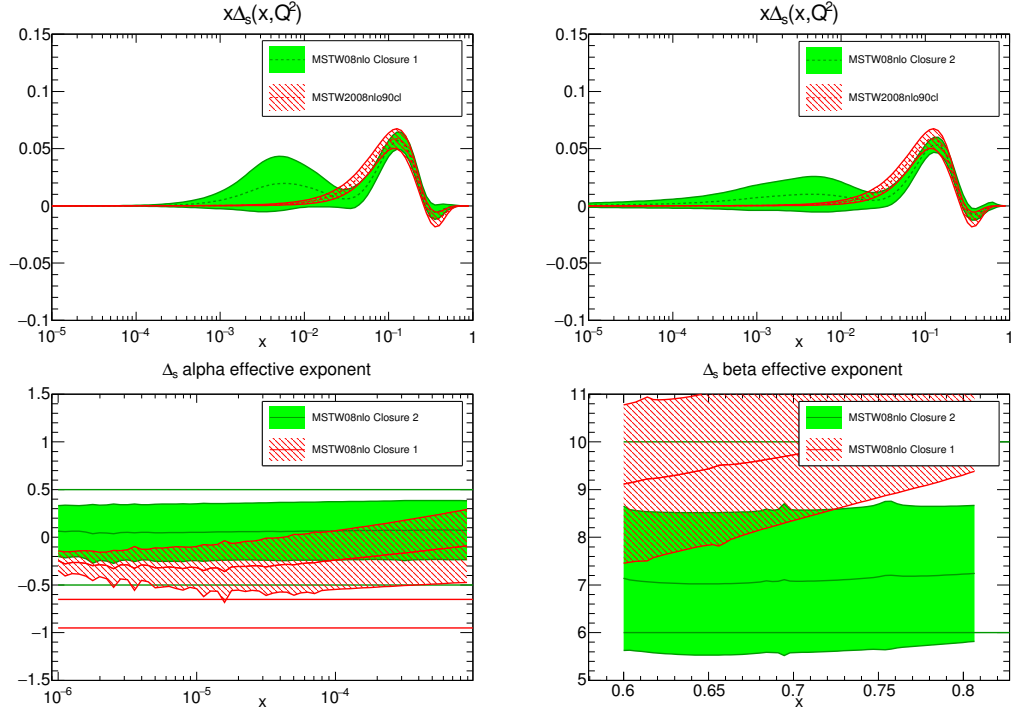 xΔₛ(x,Q²)
0.15
0.1
0.05
0
−0.05
−0.1
10⁻⁵ 10⁻⁴ 10⁻³ 10⁻² 10⁻¹ 1
x
MSTW08nlo Closure 1
MSTW2008nlo90cl
xΔₛ(x,Q²)
0.15
0.1
0.05
0
−0.05
−0.1
10⁻⁵ 10⁻⁴ 10⁻³ 10⁻² 10⁻¹ 1
x
MSTW08nlo Closure 2
MSTW2008nlo90cl
Δₛ alpha effective exponent
1.5
1
0.5
0
−0.5
−1
−1.5
10⁻⁶ 10⁻⁵ 10⁻⁴
x
MSTW08nlo Closure 2
MSTW08nlo Closure 1
Δₛ beta effective exponent
11
10
9
8
7
6
5
0.6 0.65 0.7 0.75 0.8
x
MSTW08nlo Closure 2
MSTW08nlo Closure 1